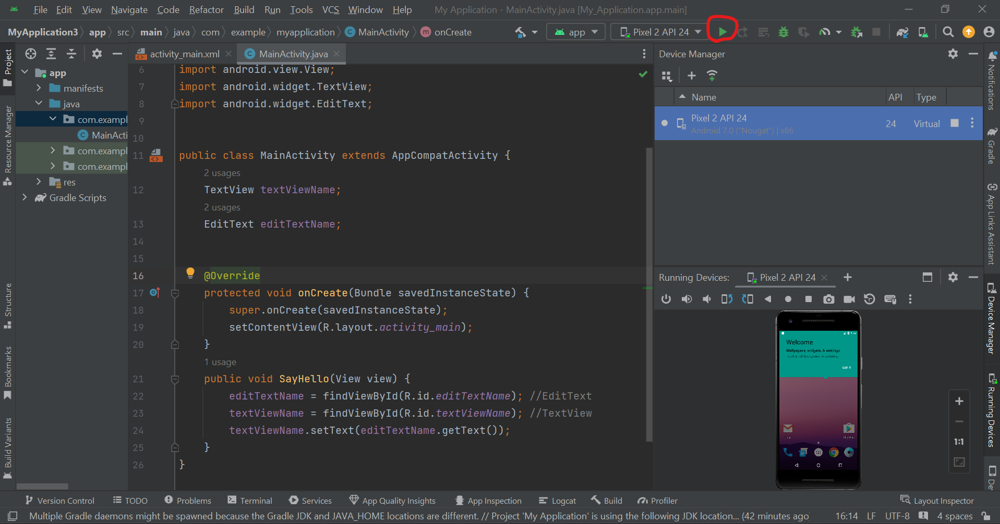 File Edit View Navigate Code Refactor Build Run Tools VCS Window Help My Application - MainActivity.java [My_Application.app.main]
MyApplication3 app src main java com example myapplication MainActivity onCreate app Pixel 2 API 24
Project
Resource Manager
Structure
Bookmarks
Build Variants
app
manifests
java
com.exampl
MainActi
com.exampl
com.exampl
res
Gradle Scripts
activity_main.xml MainActivity.java
6 import android.view.View;
7 import android.widget.TextView;
8 import android.widget.EditText;
9
10
11 public class MainActivity extends AppCompatActivity {
2 usages
12 TextView textViewName;
2 usages
13 EditText editTextName;
14
15
16 @Override
17 protected void onCreate(Bundle savedInstanceState) {
18 super.onCreate(savedInstanceState);
19 setContentView(R.layout.activity_main);
20 }
1 usage
21 public void SayHello(View view) {
22 editTextName = findViewById(R.id.editTextName); //EditText
23 textViewName = findViewById(R.id.textViewName); //TextView
24 textViewName.setText(editTextName.getText());
25 }
26 }
Device Manager
Name API Type
Pixel 2 API 24
Android 7.0 ("Nougat") | x86
24 Virtual
Running Devices: Pixel 2 API 24
Welcome
Wallpapers, widgets, & settings
GOT IT
1:1
Notifications
Gradle
App Links Assistant
Device Manager
Running Devices
De
Version Control TODO Problems Terminal Services App Quality Insights App Inspection Logcat Build Profiler Layout Inspector
Multiple Gradle daemons might be spawned because the Gradle JDK and JAVA_HOME locations are different. // Project 'My Application' is using the following JDK location... (42 minutes ago) 16:14 LF UTF-8 4 spaces